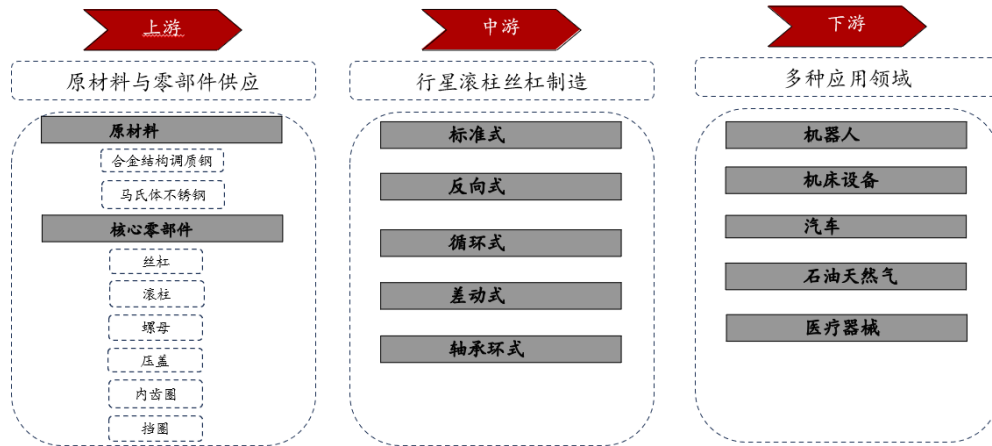 上游
原材料与零部件供应
原材料
合金结构调质钢
马氏体不锈钢
核心零部件
丝杠
滚柱
螺母
压盖
内齿圈
挡圈
中游
行星滚柱丝杠制造
标准式
反向式
循环式
差动式
轴承环式
下游
多种应用领域
机器人
机床设备
汽车
石油天然气
医疗器械